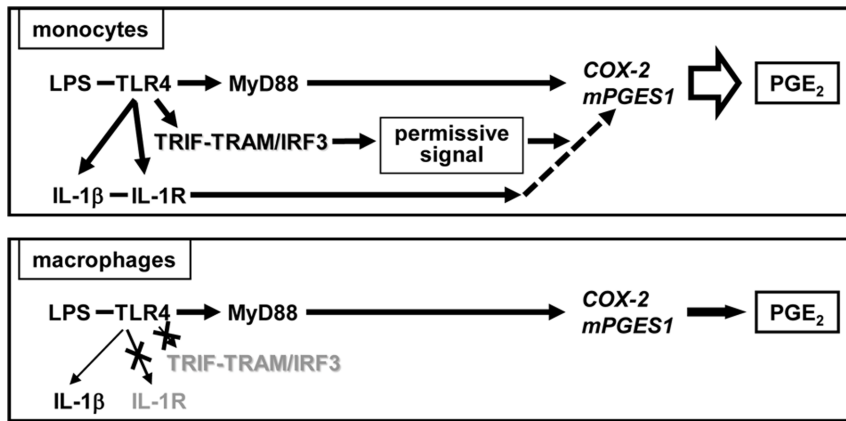 monocytes
LPS – TLR4 MyD88 COX-2 PGE₂
mPGES1
TRIF-TRAM/IRF3 permissive
signal
IL-1β – IL-1R
macrophages
LPS – TLR4 MyD88 COX-2 PGE₂
mPGES1
TRIF-TRAM/IRF3
IL-1β IL-1R